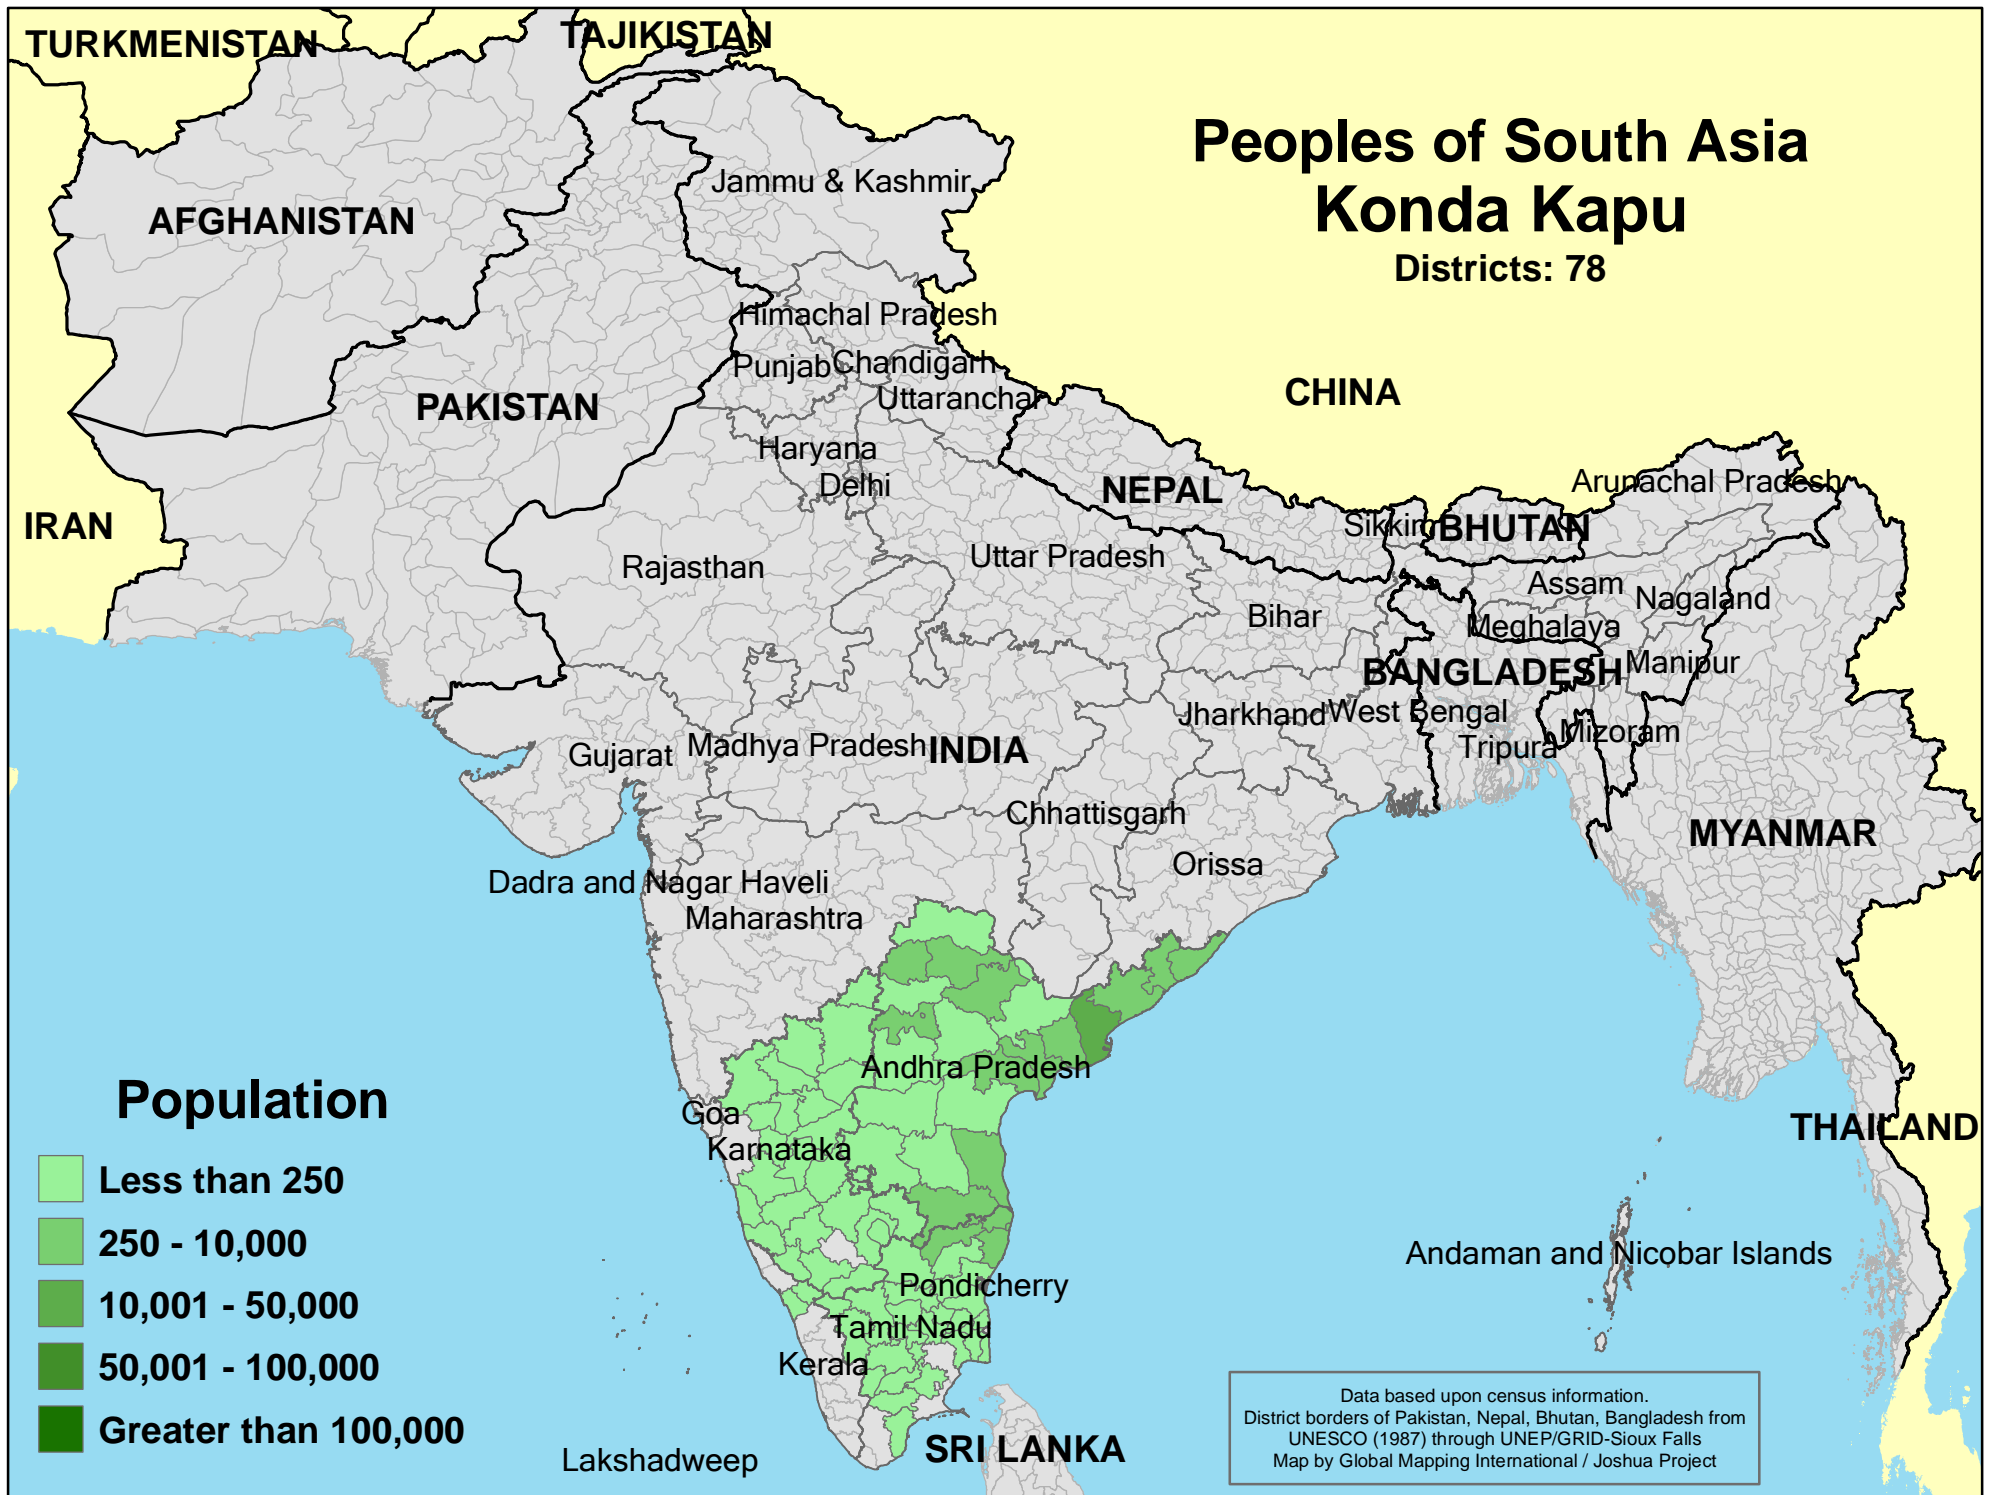 TURKMENISTAN
TAJIKISTAN
Peoples of South Asia
Konda Kapu
Districts: 78
Jammu & Kashmir
AFGHANISTAN
Himachal Pradesh
Punjab
Chandigarh
CHINA
Uttaranchal
PAKISTAN
Haryana
Delhi
NEPAL
Arunachal Pradesh
IRAN
Sikkim
BHUTAN
Rajasthan
Uttar Pradesh
Assam
Nagaland
Bihar
Meghalaya
BANGLADESH
Manipur
Jharkhand
West Bengal
Gujarat
Madhya Pradesh
INDIA
Tripura
Mizoram
Chhattisgarh
MYANMAR
Orissa
Dadra and Nagar Haveli
Maharashtra
Andhra Pradesh
Population
Goa
THAILAND
Karnataka
Less than 250
250 - 10,000
Andaman and Nicobar Islands
Pondicherry
10,001 - 50,000
Tamil Nadu
Kerala
50,001 - 100,000
Greater than 100,000
SRI LANKA
Lakshadweep
Data based upon census information.
District borders of Pakistan, Nepal, Bhutan, Bangladesh from
UNESCO (1987) through UNEP/GRID-Sioux Falls
Map by Global Mapping International / Joshua Project